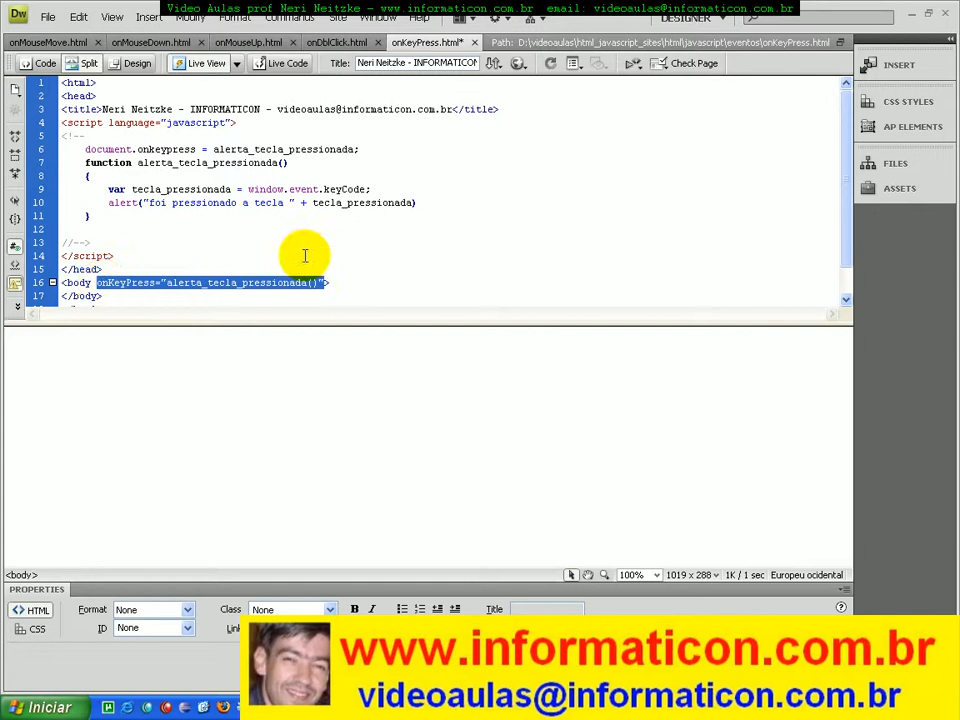 Video Aulas prof Neri Neitzke - www.informaticon.com.br email: videoaulas@informaticon.com.br
Dw File Edit View Insert Modify Format Commands Site Window Help DESIGNER
onMouseMove.html onMouseDown.html onMouseUp.html onDblClick.html onKeyPress.html* Path: D:\videoaulas\html_javascript_sites\html\javascript\eventos\onKeyPress.html
Code Split Design Live View Live Code Title: Neri Neitzke - INFORMATICON Check Page
1 <html>
2 <head>
3 <title>Neri Neitzke - INFORMATICON - videoaulas@informaticon.com.br</title>
4 <script language="javascript">
5 <!--
6 document.onkeypress = alerta_tecla_pressionada;
7 function alerta_tecla_pressionada()
8 {
9 var tecla_pressionada = window.event.keyCode;
10 alert("foi pressionado a tecla " + tecla_pressionada)
11 }
12
13 //-->
14 </script>
15 </head>
16 <body onKeyPress="alerta_tecla_pressionada()">
17 </body>
INSERT
CSS STYLES
AP ELEMENTS
FILES
ASSETS
<body> 100% 1019 x 288 1K / 1 sec Europeu ocidental
PROPERTIES
<> HTML Format None Class None B I Title
CSS ID None Link
www.informaticon.com.br
videoaulas@informaticon.com.br
Iniciar